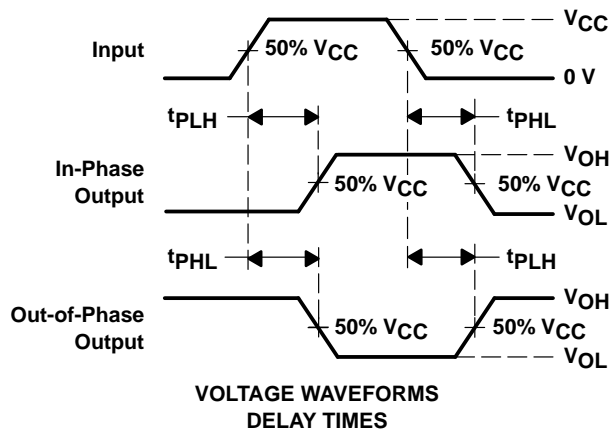 VCC
Input
50% VCC
50% VCC
0 V
tPLH
tPHL
In-Phase
Output
VOH
50% VCC
50% VCC
VOL
tPHL
tPLH
Out-of-Phase
Output
VOH
50% VCC
50% VCC
VOL
VOLTAGE WAVEFORMS
DELAY TIMES